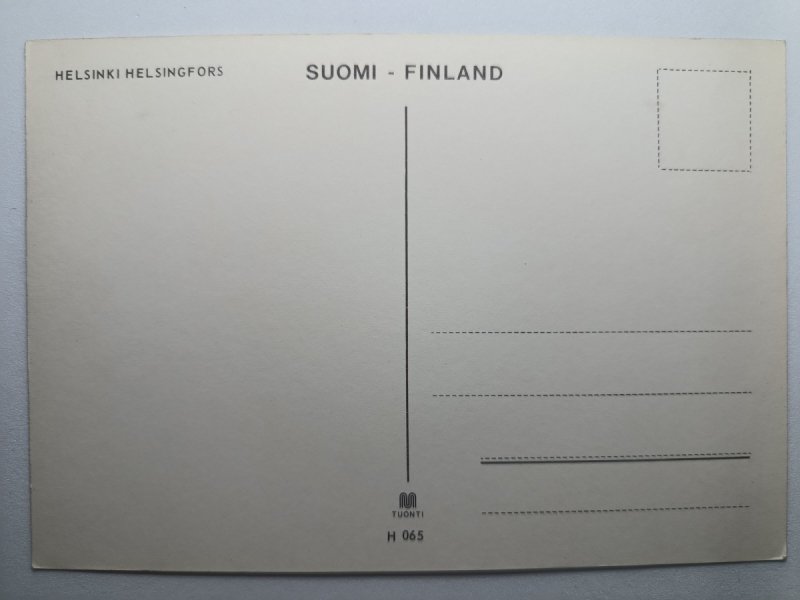 HELSINKI HELSINGFORS
SUOMI - FINLAND
TUONTI
H 065